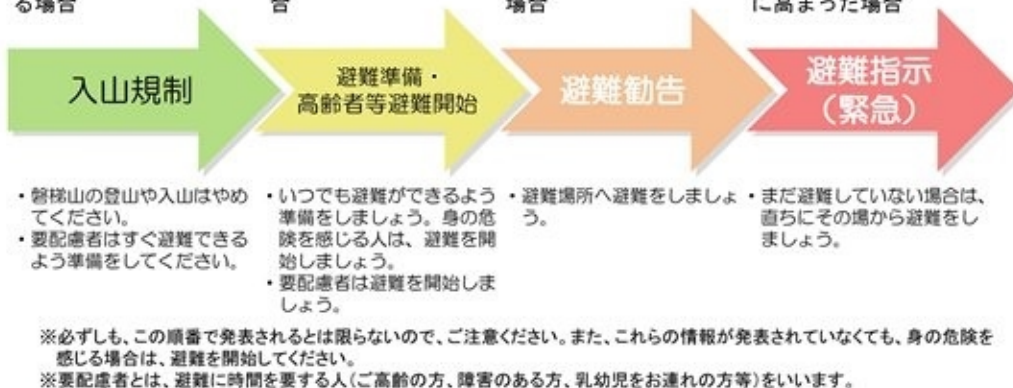 る場合
合
場合
に高まった場合
入山規制
避難準備・
高齢者等避難開始
避難勧告
避難指示
(緊急)
・磐梯山の登山や入山はやめ
てください。
・要配慮者はすぐ避難できる
よう準備をしてください。
・いつでも避難ができるよう
準備をしましょう。身の危
険を感じる人は、避難を開
始しましょう。
・要配慮者は避難を開始しま
しょう。
・避難場所へ避難をしましょ
う。
・まだ避難していない場合は、
直ちにその場から避難をし
ましょう。
※必ずしも、この順番で発表されるとは限らないので、ご注意ください。また、これらの情報が発表されていなくても、身の危険を
感じる場合は、避難を開始してください。
※要配慮者とは、避難に時間を要する人(ご高齢の方、障害のある方、乳幼児をお連れの方等)をいいます。